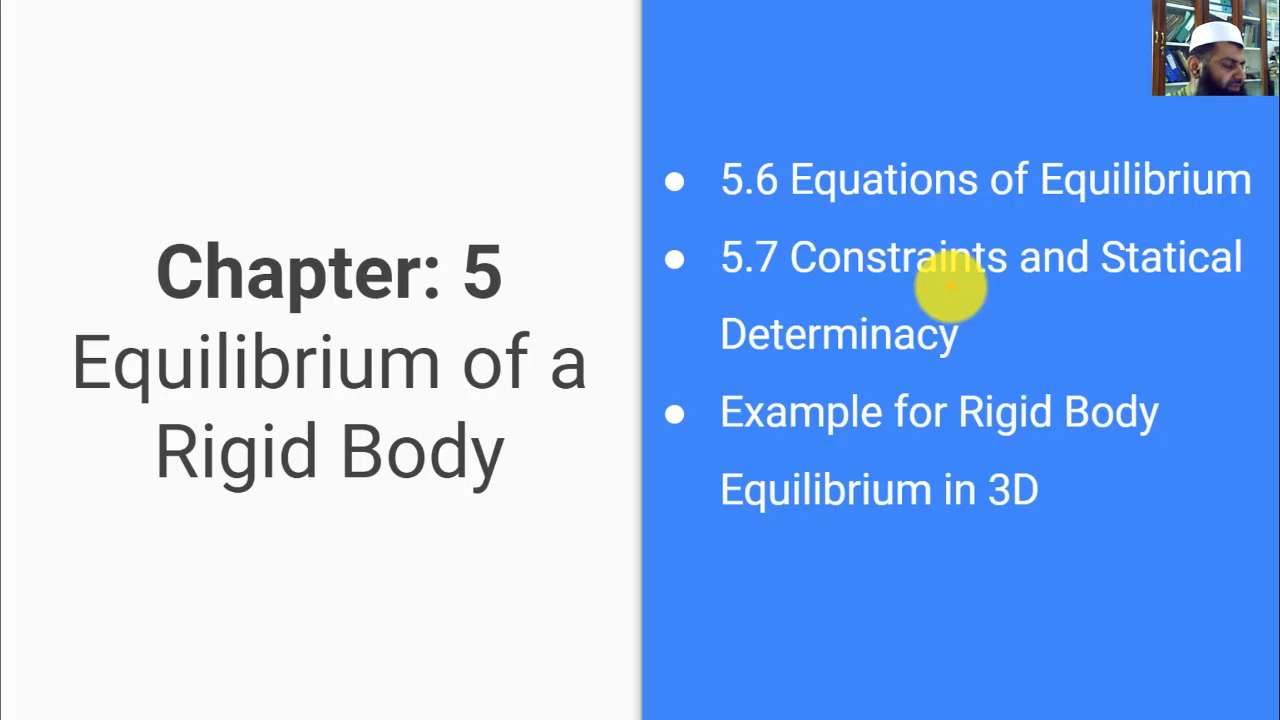 Chapter: 5
Equilibrium of a
Rigid Body
● 5.6 Equations of Equilibrium
● 5.7 Constraints and Statical
Determinacy
● Example for Rigid Body
Equilibrium in 3D